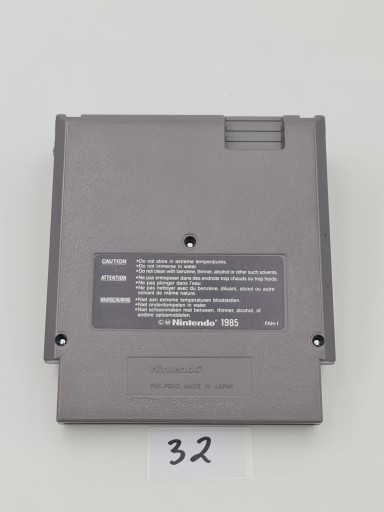 CAUTION •Do not store in extreme temperatures.
•Do not immerse in water.
•Do not clean with benzene, thinner, alcohol or other such solvents.
ATTENTION •Ne pas entreposer dans des endroits trop chauds ou trop froids.
•Ne pas plonger dans l'eau.
•Ne pas nettoyer avec du benzène, diluant, alcool ou autre
solvant de même nature.
WAARSCHUWING •Niet aan extreme temperaturen blootstellen.
•Niet onderdompelen in water.
•Niet schoonmaken met benzeen, thinner, alcohol, of
andere oplosmiddelen.
©M Nintendo® 1985 FAH-1
Nintendo®
PAT. PEND. MADE IN JAPAN
32